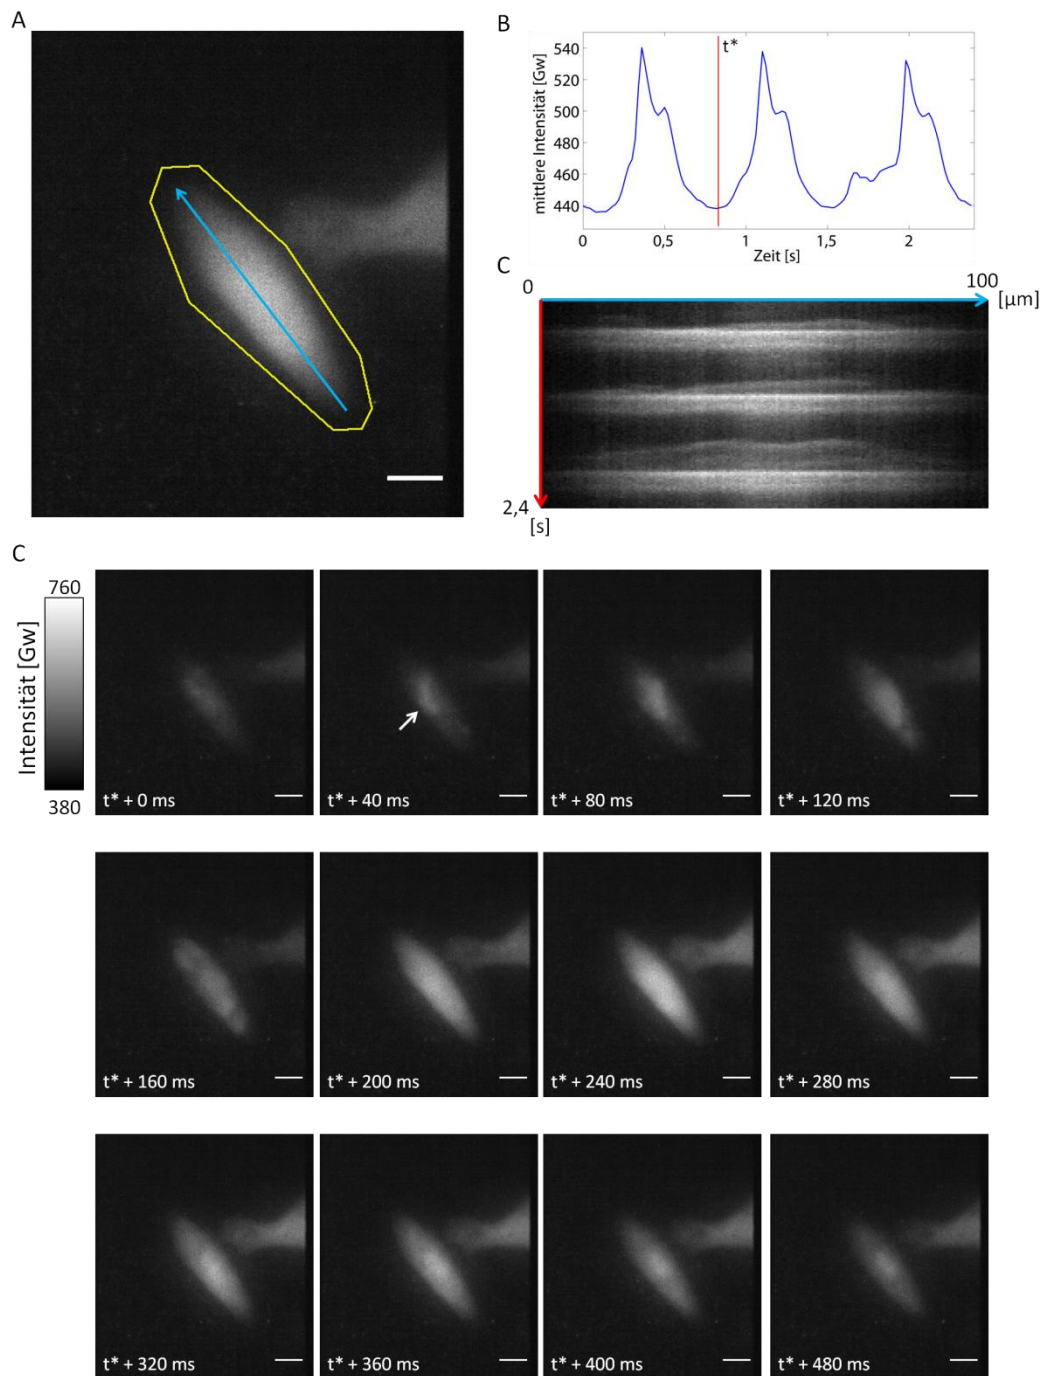 A
B
mittlere Intensität [Gw]
540
520
500
480
460
440
t*
0
0,5
1
1,5
2
Zeit [s]
C
0
100
[µm]
2,4
[s]
C
760
Intensität [Gw]
380
t* + 0 ms
t* + 40 ms
t* + 80 ms
t* + 120 ms
t* + 160 ms
t* + 200 ms
t* + 240 ms
t* + 280 ms
t* + 320 ms
t* + 360 ms
t* + 400 ms
t* + 480 ms